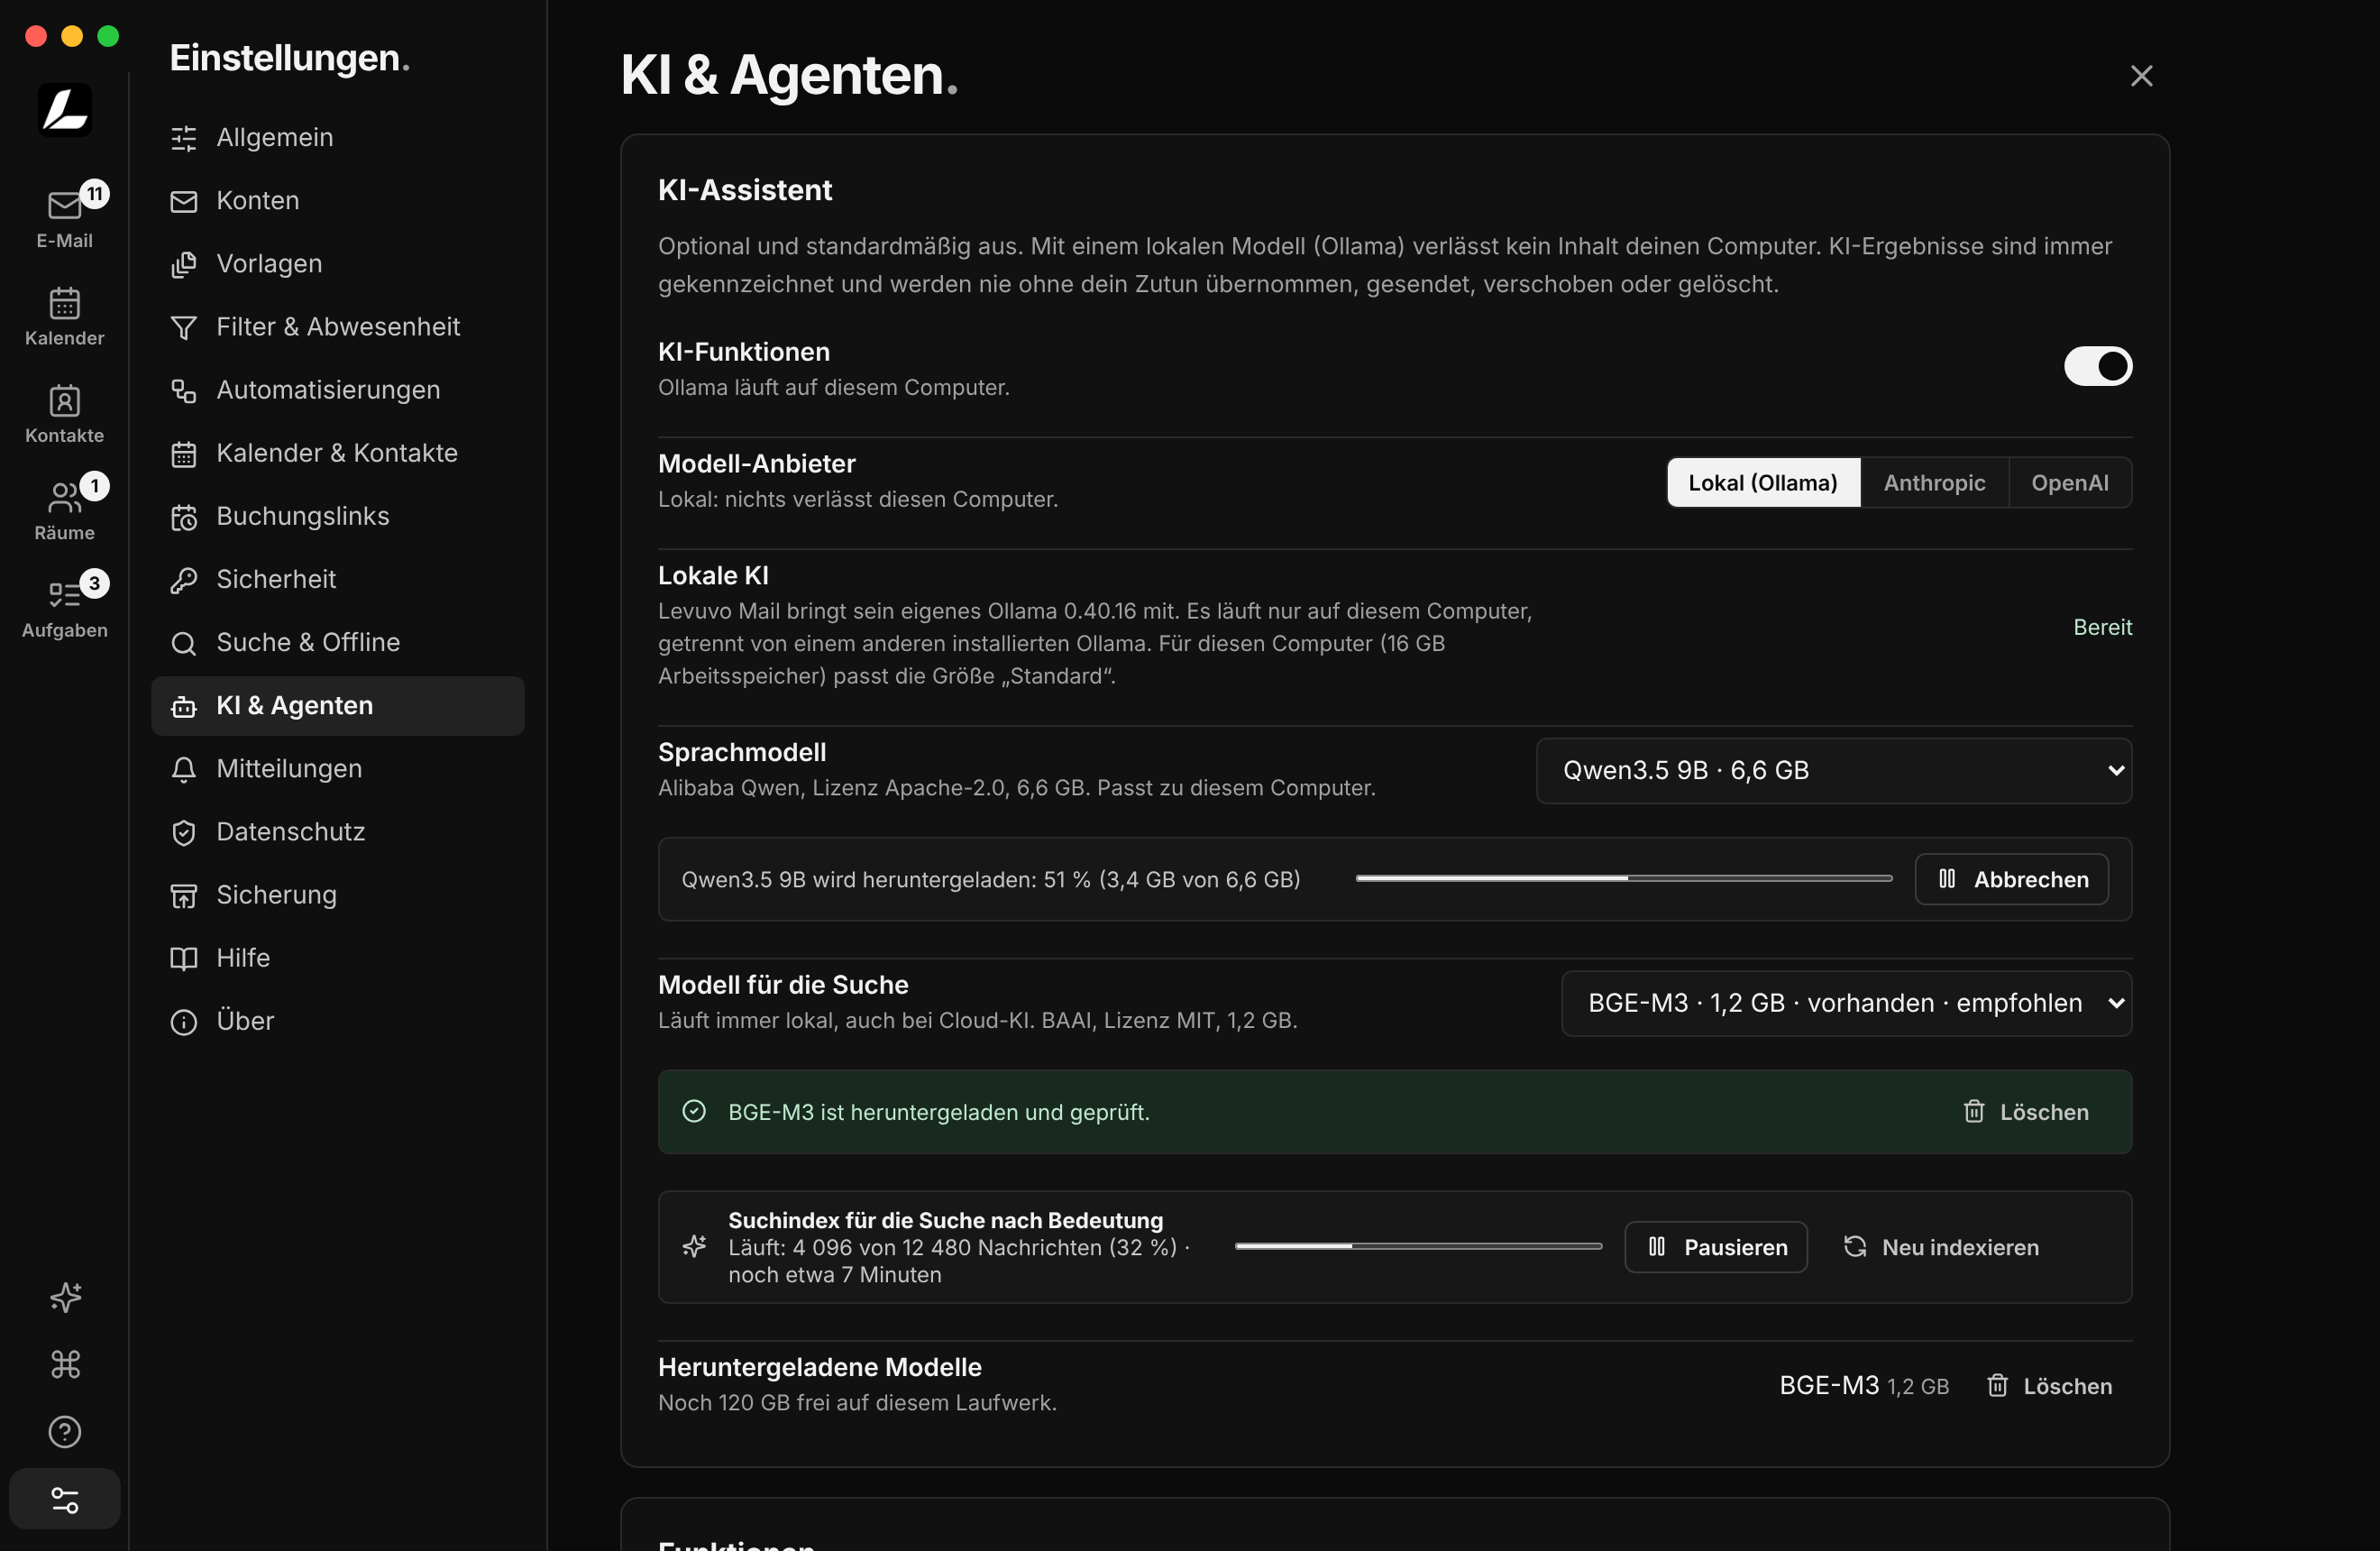 Einstellungen.
11
E-Mail
Kalender
Kontakte
1
Räume
3
Aufgaben
Allgemein
Konten
Vorlagen
Filter & Abwesenheit
Automatisierungen
Kalender & Kontakte
Buchungslinks
Sicherheit
Suche & Offline
KI & Agenten
Mitteilungen
Datenschutz
Sicherung
Hilfe
Über
KI & Agenten.
KI-Assistent
Optional und standardmäßig aus. Mit einem lokalen Modell (Ollama) verlässt kein Inhalt deinen Computer. KI-Ergebnisse sind immer
gekennzeichnet und werden nie ohne dein Zutun übernommen, gesendet, verschoben oder gelöscht.
KI-Funktionen
Ollama läuft auf diesem Computer.
Modell-Anbieter
Lokal: nichts verlässt diesen Computer.
Lokal (Ollama) Anthropic OpenAI
Lokale KI
Levuvo Mail bringt sein eigenes Ollama 0.40.16 mit. Es läuft nur auf diesem Computer,
getrennt von einem anderen installierten Ollama. Für diesen Computer (16 GB
Arbeitsspeicher) passt die Größe „Standard“.
Bereit
Sprachmodell
Alibaba Qwen, Lizenz Apache-2.0, 6,6 GB. Passt zu diesem Computer.
Qwen3.5 9B · 6,6 GB
Qwen3.5 9B wird heruntergeladen: 51 % (3,4 GB von 6,6 GB)
Abbrechen
Modell für die Suche
Läuft immer lokal, auch bei Cloud-KI. BAAI, Lizenz MIT, 1,2 GB.
BGE-M3 · 1,2 GB · vorhanden · empfohlen
BGE-M3 ist heruntergeladen und geprüft.
Löschen
Suchindex für die Suche nach Bedeutung
Läuft: 4 096 von 12 480 Nachrichten (32 %) ·
noch etwa 7 Minuten
Pausieren
Neu indexieren
Heruntergeladene Modelle
Noch 120 GB frei auf diesem Laufwerk.
BGE-M3 1,2 GB
Löschen
Funktionen